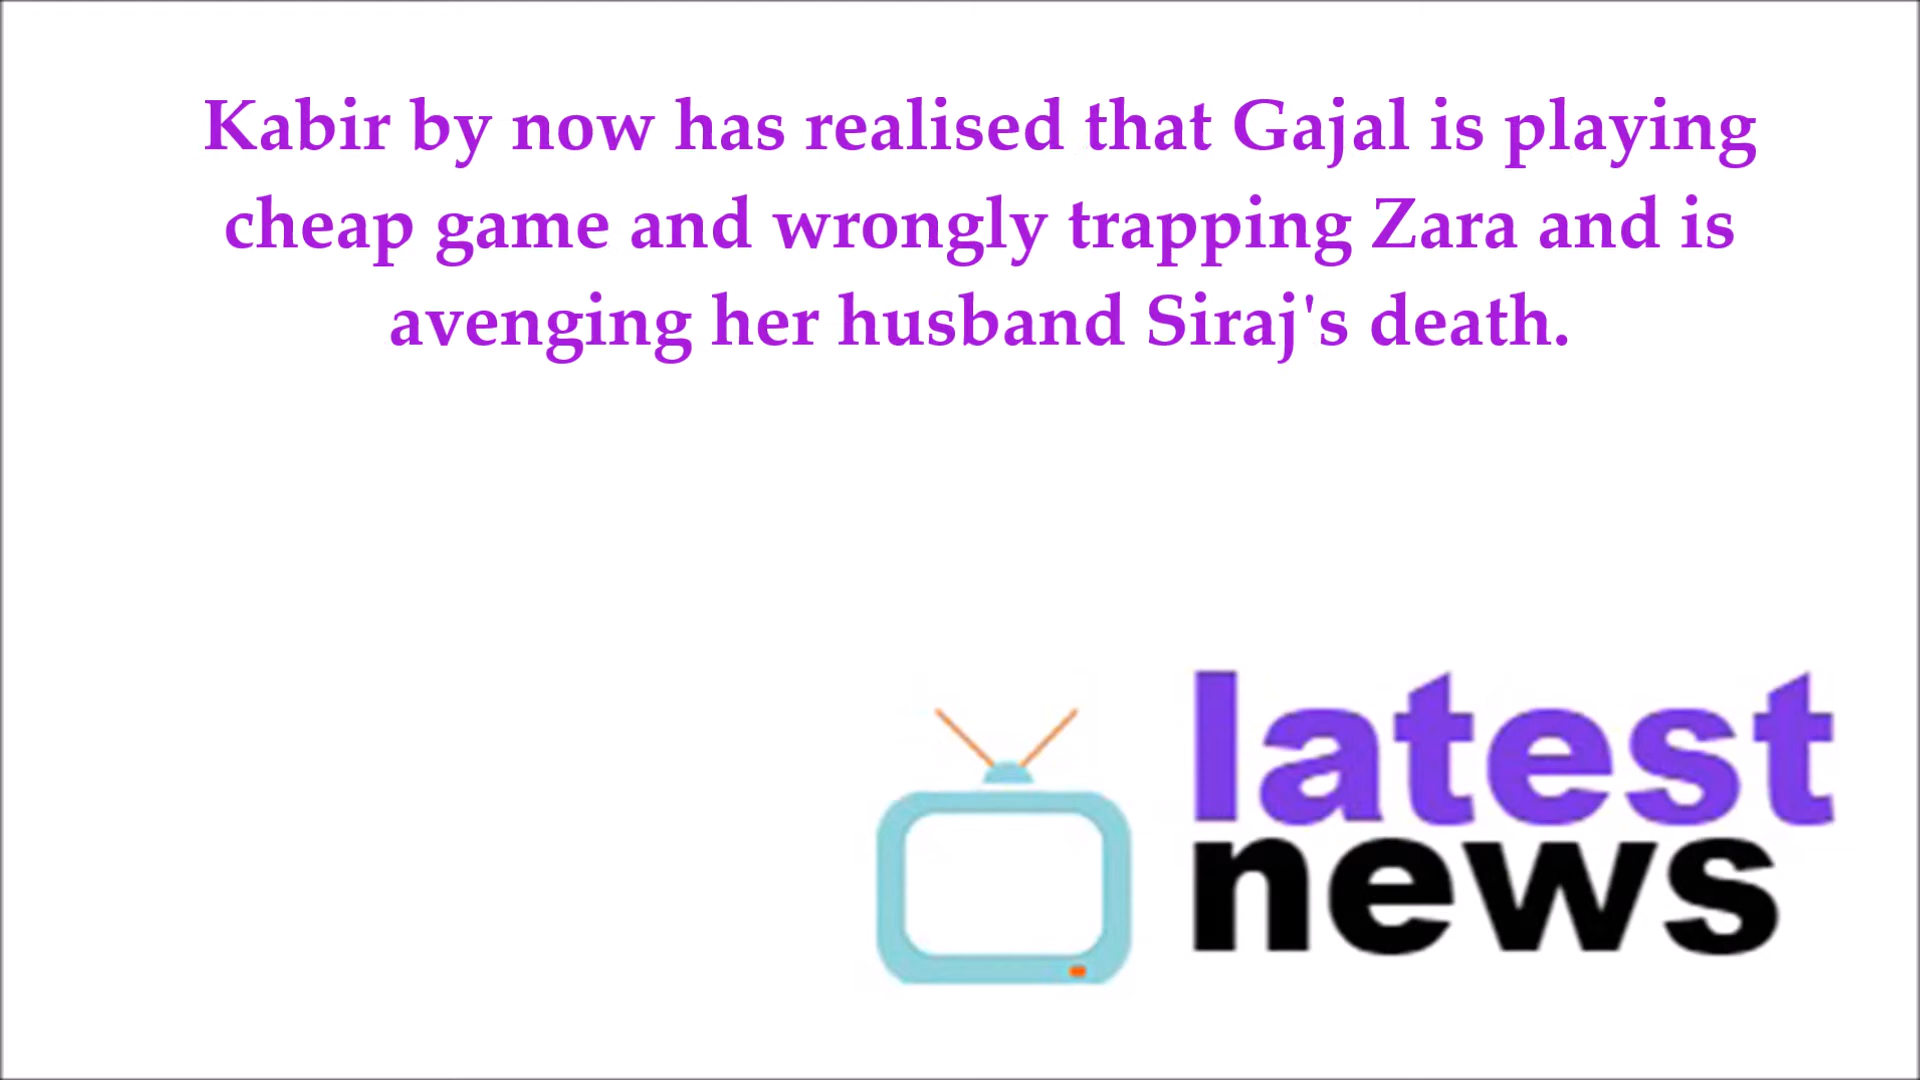 Kabir by now has realised that Gajal is playing
cheap game and wrongly trapping Zara and is
avenging her husband Siraj's death.
latest
news